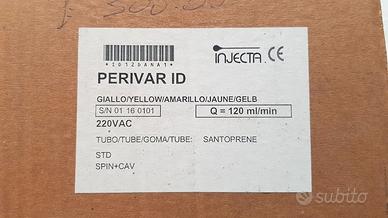 *ID120ANA1*
INJECTA CE
PERIVAR ID
GIALLO/YELLOW/AMARILLO/JAUNE/GELB
S/N 01 16 0101 Q = 120 ml/min
220VAC
TUBO/TUBE/GOMA/TUBE: SANTOPRENE
STD
SPIN+CAV
subito